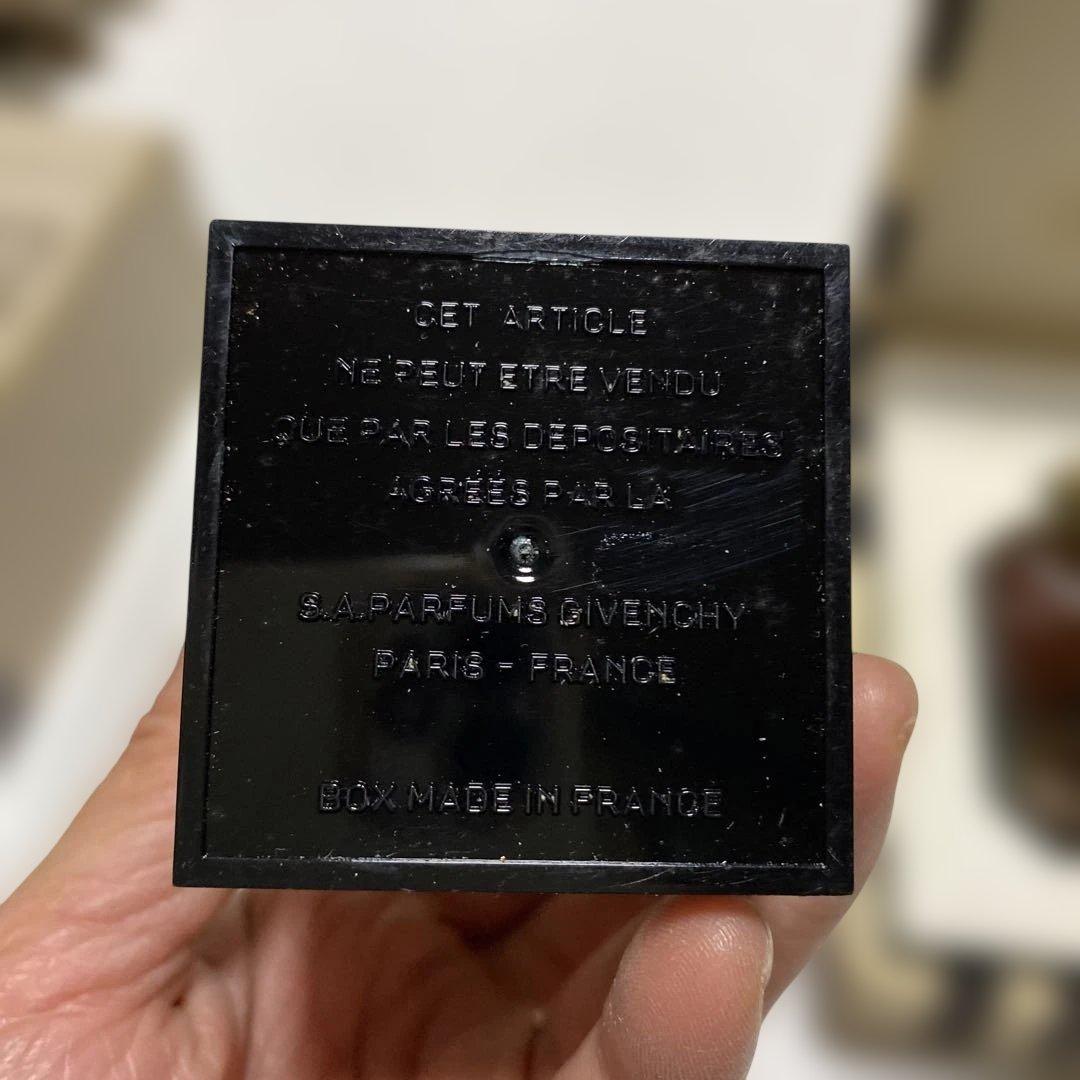 CET ARTICLE
NE PEUT ETRE VENDU
QUE PAR LES DEPOSITAIRES
AGRÉÉS PAR LA
S.A.PARFUMS GIVENCHY
PARIS - FRANCE
BOX MADE IN FRANCE